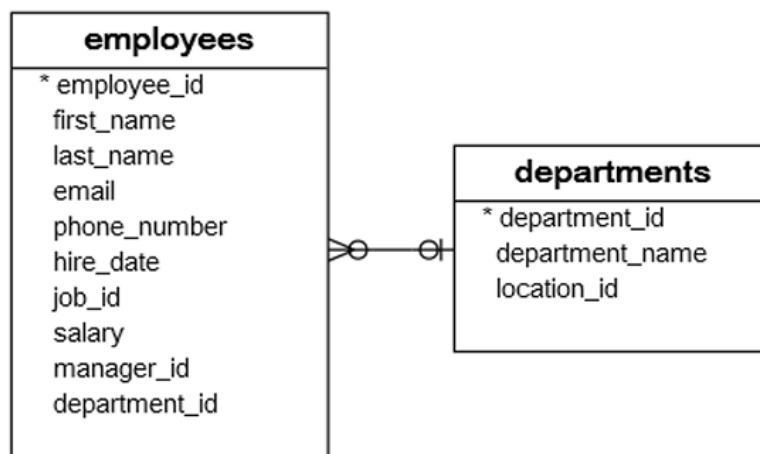 employees
* employee_id
first_name
last_name
email
phone_number
hire_date
job_id
salary
manager_id
department_id
departments
* department_id
department_name
location_id